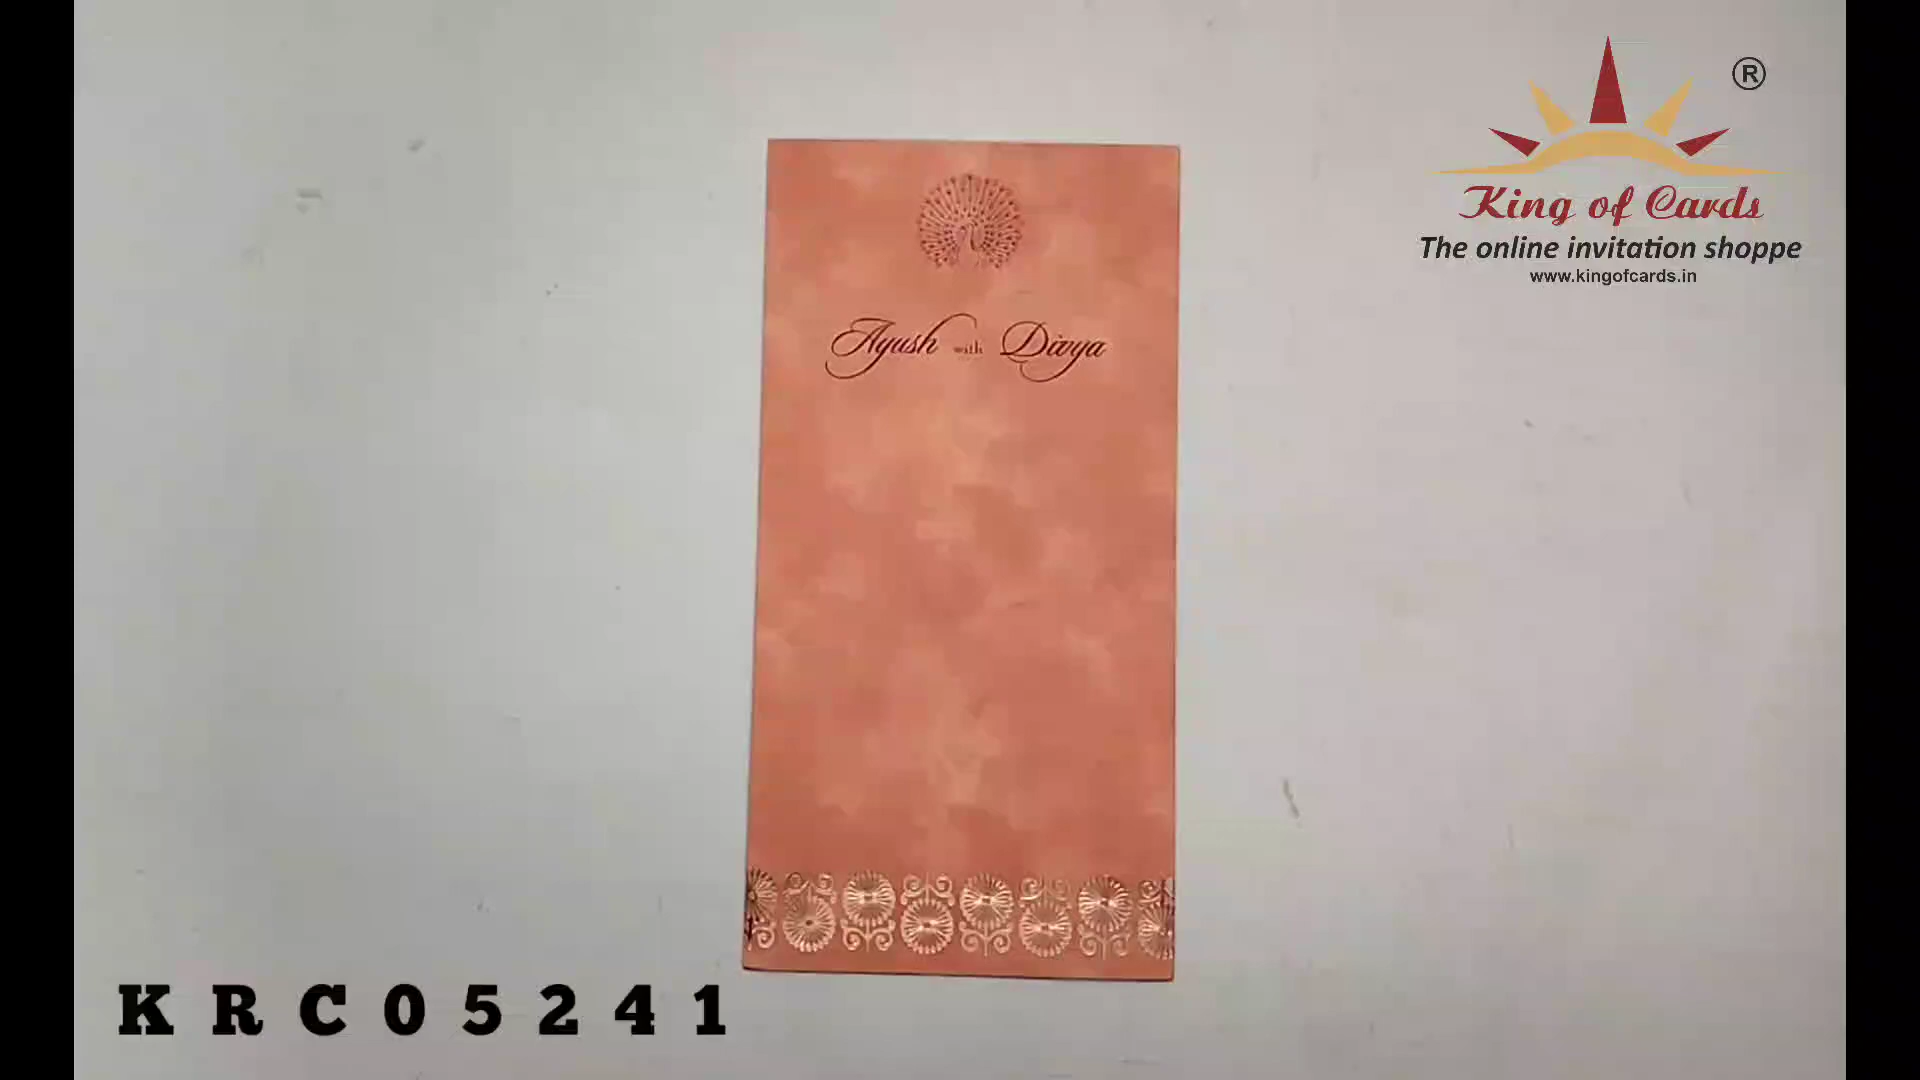 ®
King of Cards
The online invitation shoppe
www.kingofcards.in
Ayush with Divya
KRC05241